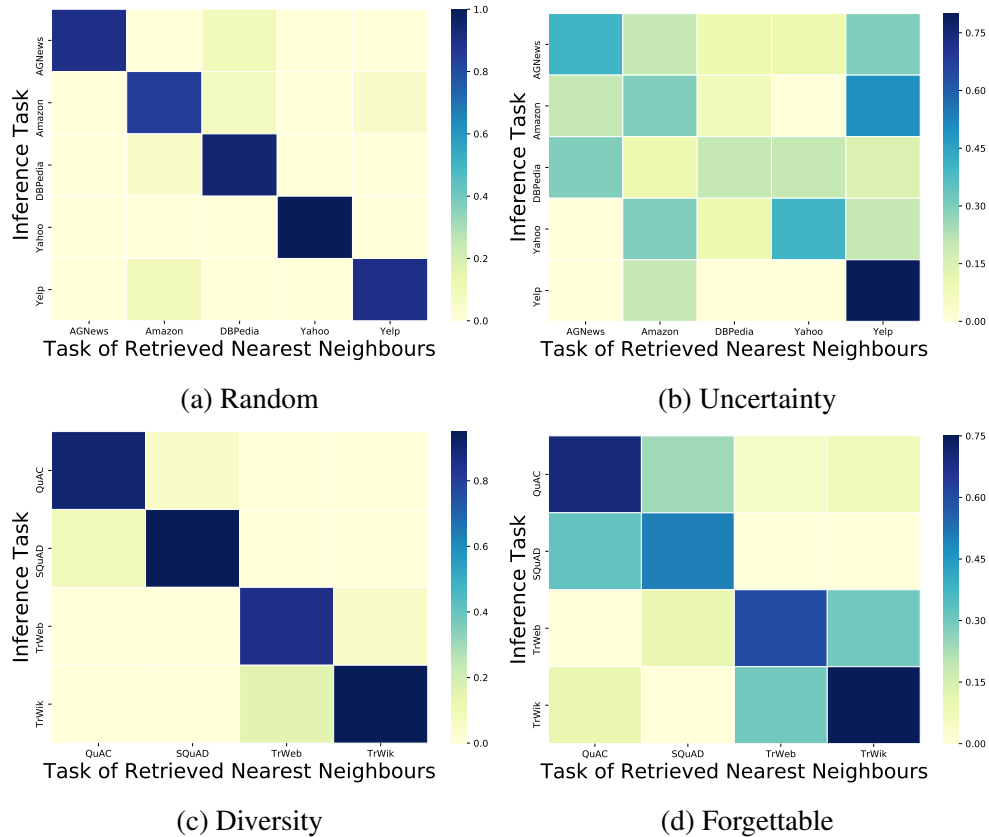 AGNews
Amazon
DBPedia
Yahoo
Yelp
Inference Task
AGNews
Amazon
DBPedia
Yahoo
Yelp
Task of Retrieved Nearest Neighbours
1.0
0.8
0.6
0.4
0.2
0.0
(a) Random
AGNews
Amazon
DBPedia
Yahoo
Yelp
Inference Task
AGNews
Amazon
DBPedia
Yahoo
Yelp
Task of Retrieved Nearest Neighbours
0.75
0.60
0.45
0.30
0.15
0.00
(b) Uncertainty
QuAC
SQuAD
TrWeb
TrWik
Inference Task
QuAC
SQuAD
TrWeb
TrWik
Task of Retrieved Nearest Neighbours
0.8
0.6
0.4
0.2
0.0
(c) Diversity
QuAC
SQuAD
TrWeb
TrWik
Inference Task
QuAC
SQuAD
TrWeb
TrWik
Task of Retrieved Nearest Neighbours
0.75
0.60
0.45
0.30
0.15
0.00
(d) Forgettable